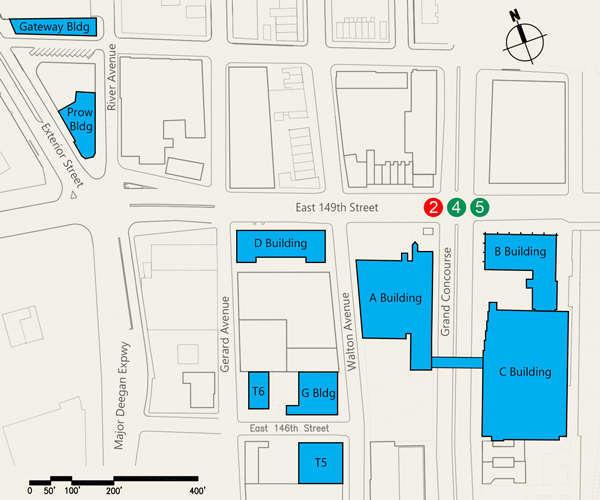 Gateway Bldg
N
River Avenue
Prow
Bldg
Exterior Street
East 149th Street
2 4 5
D Building
B Building
A Building
Grand Concourse
Gerard Avenue
Walton Avenue
Major Deegan Expwy
C Building
T6
G Bldg
East 146th Street
T5
0 50' 100' 200' 400'